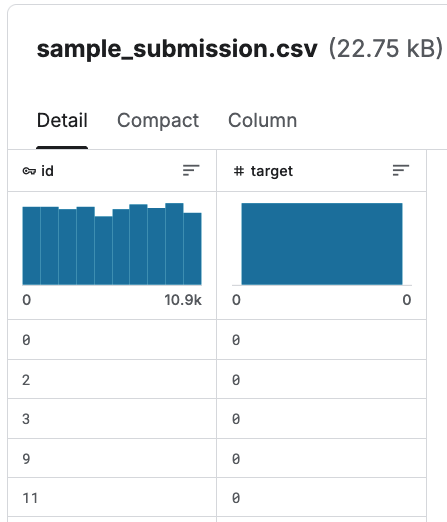 sample_submission.csv (22.75 kB)
Detail Compact Column
id # target
0 10.9k 0 0
0 0
2 0
3 0
9 0
11 0